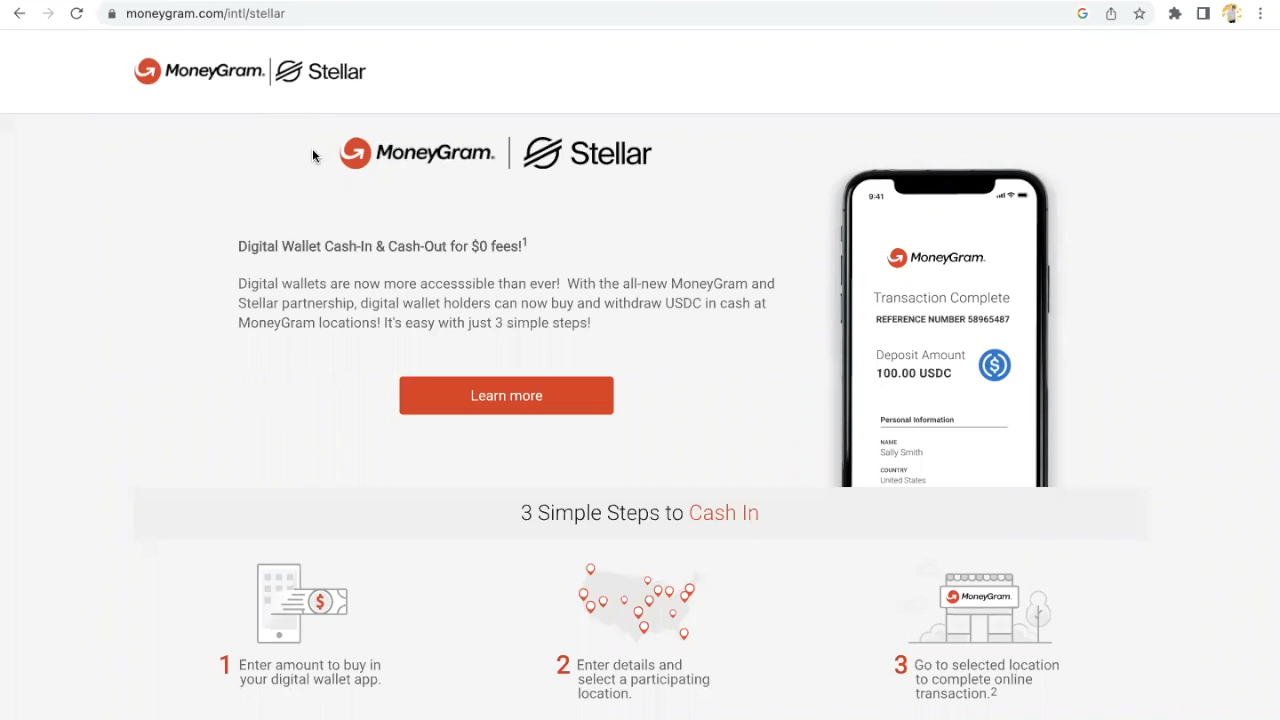 moneygram.com/intl/stellar
MoneyGram. | Stellar
MoneyGram. | Stellar
Digital Wallet Cash-In & Cash-Out for $0 fees!1
Digital wallets are now more accesssible than ever! With the all-new MoneyGram and
Stellar partnership, digital wallet holders can now buy and withdraw USDC in cash at
MoneyGram locations! It's easy with just 3 simple steps!
Learn more
9:41
MoneyGram.
Transaction Complete
REFERENCE NUMBER 58965487
Deposit Amount
100.00 USDC
Personal Information
NAME
Sally Smith
COUNTRY
United States
3 Simple Steps to Cash In
MoneyGram.
1 Enter amount to buy in
your digital wallet app.
2 Enter details and
select a participating
location.
3 Go to selected location
to complete online
transaction.2